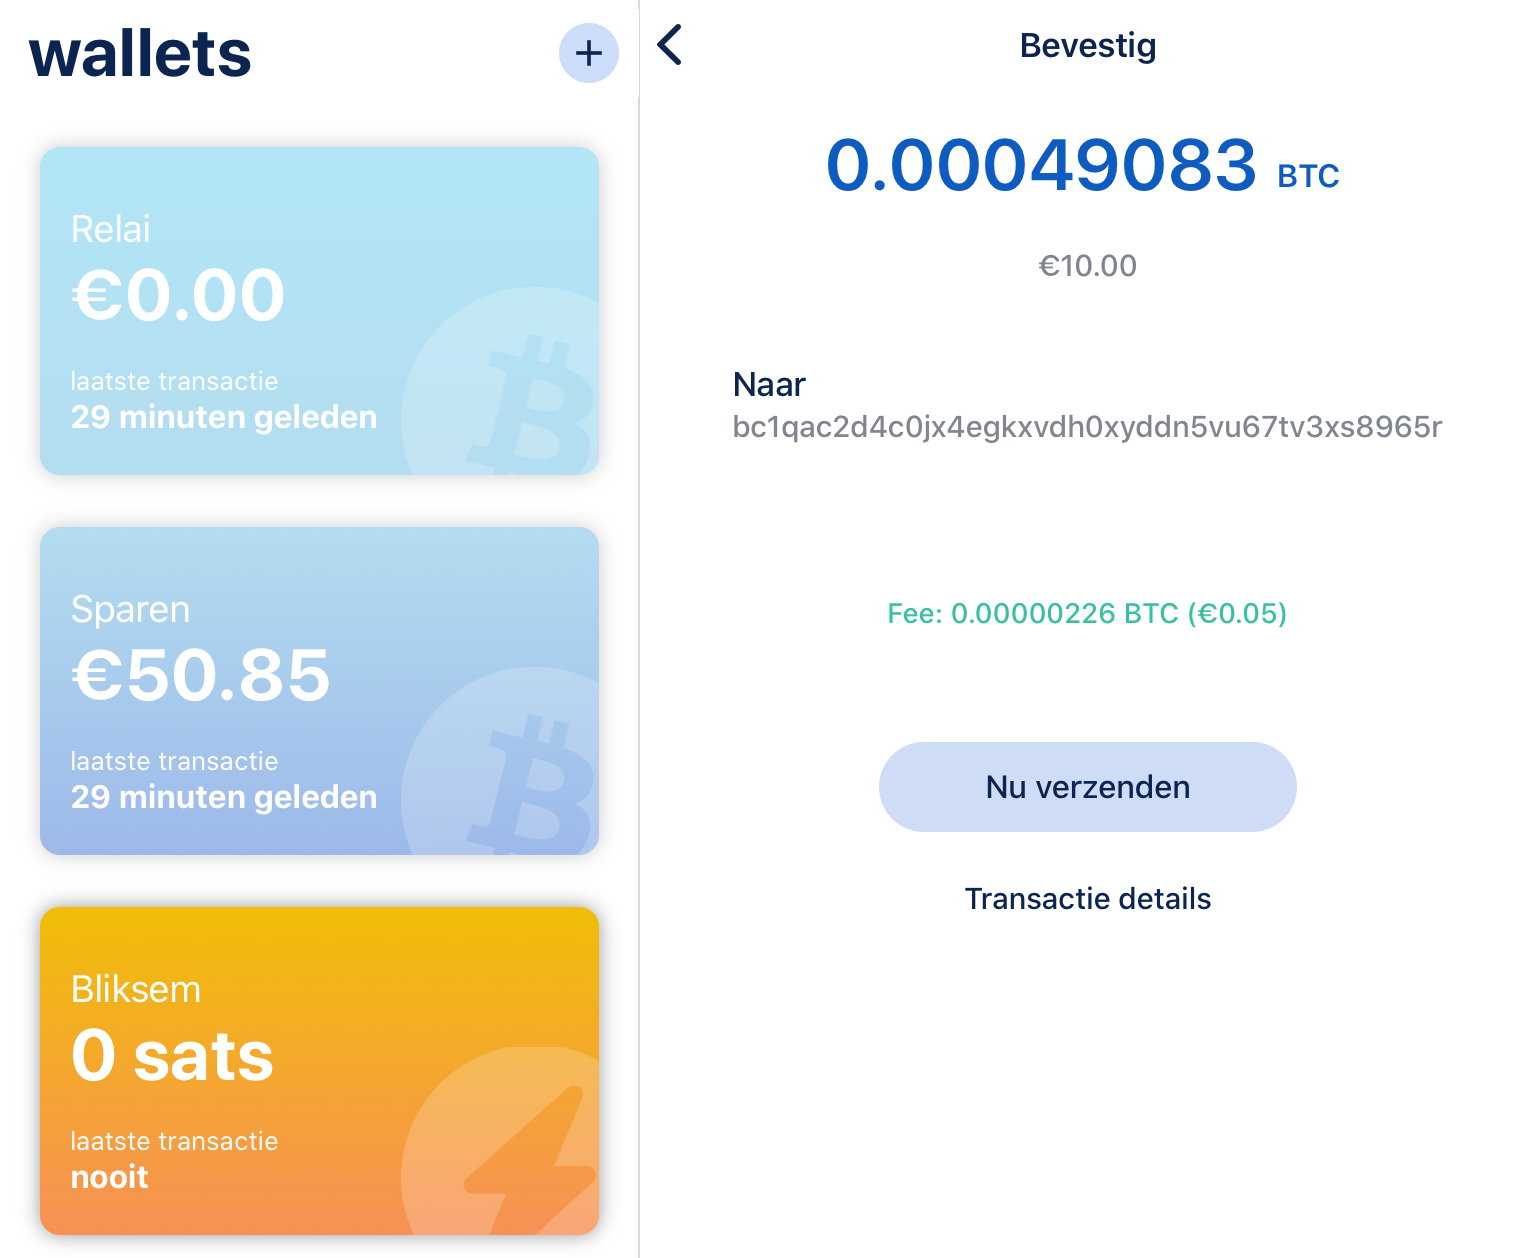 wallets
+
Relai
€0.00
laatste transactie
29 minuten geleden
Sparen
€50.85
laatste transactie
29 minuten geleden
Bliksem
0 sats
laatste transactie
nooit
Bevestig
0.00049083 BTC
€10.00
Naar
bc1qac2d4c0jx4egkxvdh0xyddn5vu67tv3xs8965r
Fee: 0.00000226 BTC (€0.05)
Nu verzenden
Transactie details